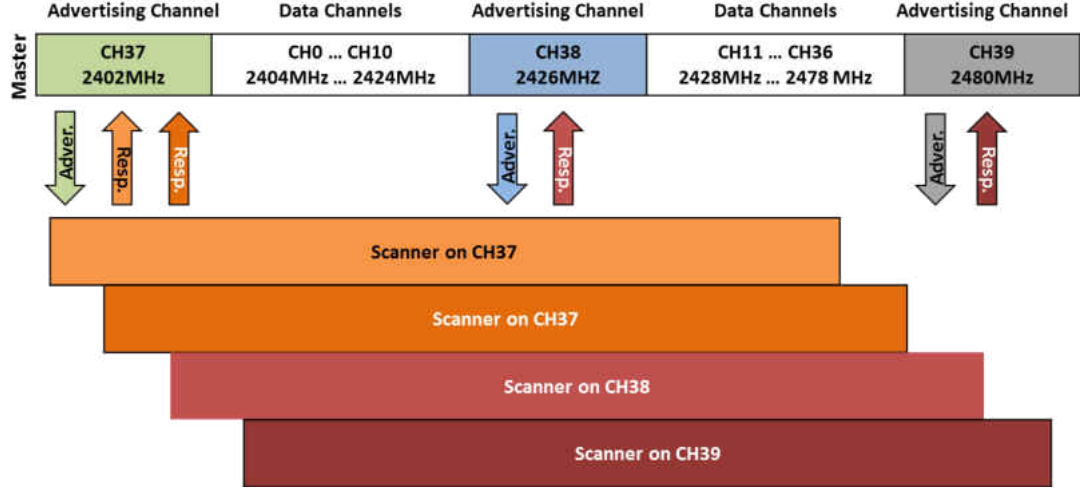 Advertising Channel
Data Channels
Advertising Channel
Data Channels
Advertising Channel
Master
CH37
2402MHz
CH0 ... CH10
2404MHz ... 2424MHz
CH38
2426MHZ
CH11 ... CH36
2428MHz ... 2478 MHz
CH39
2480MHz
Adver.
Resp.
Resp.
Adver.
Resp.
Adver.
Resp.
Scanner on CH37
Scanner on CH37
Scanner on CH38
Scanner on CH39